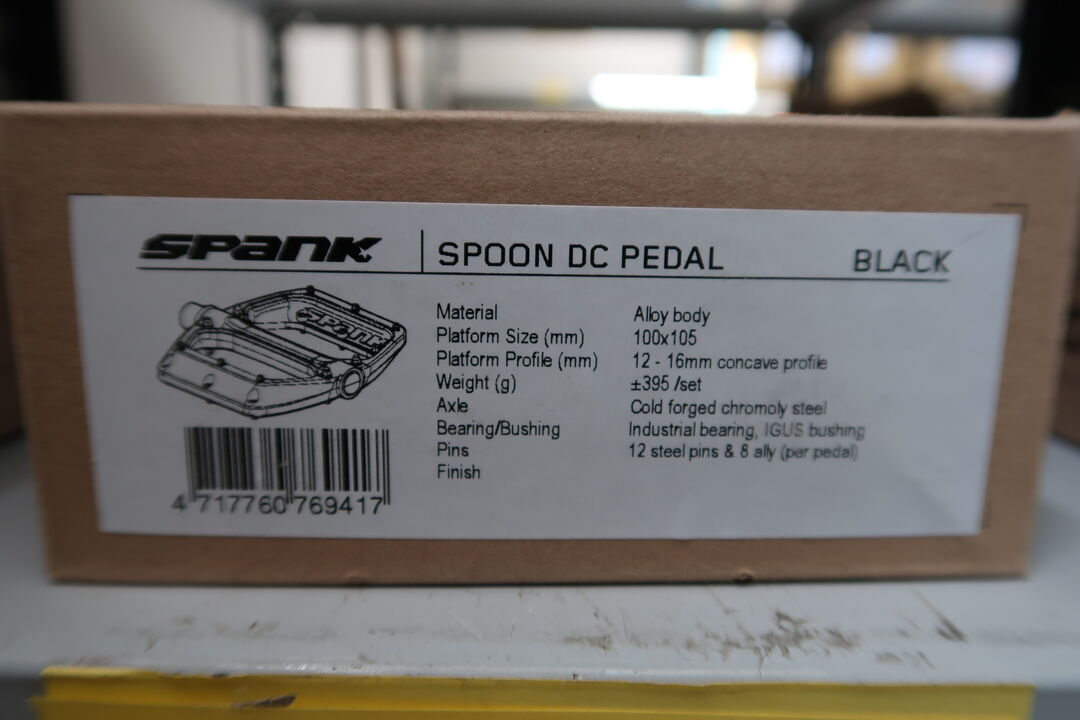 SPANK SPOON DC PEDAL BLACK
SPANK
Material Alloy body
Platform Size (mm) 100x105
Platform Profile (mm) 12 - 16mm concave profile
Weight (g) ±395 /set
Axle Cold forged chromoly steel
Bearing/Bushing Industrial bearing, IGUS bushing
Pins 12 steel pins & 8 ally (per pedal)
Finish
4 717760 769417